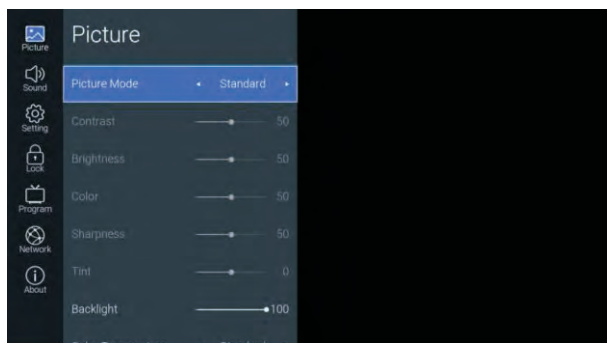 Picture
Picture
Sound
Setting
Lock
Program
Network
About
Picture Mode Standard
Contrast 50
Brightness 50
Color 50
Sharpness 50
Tint 0
Backlight 100